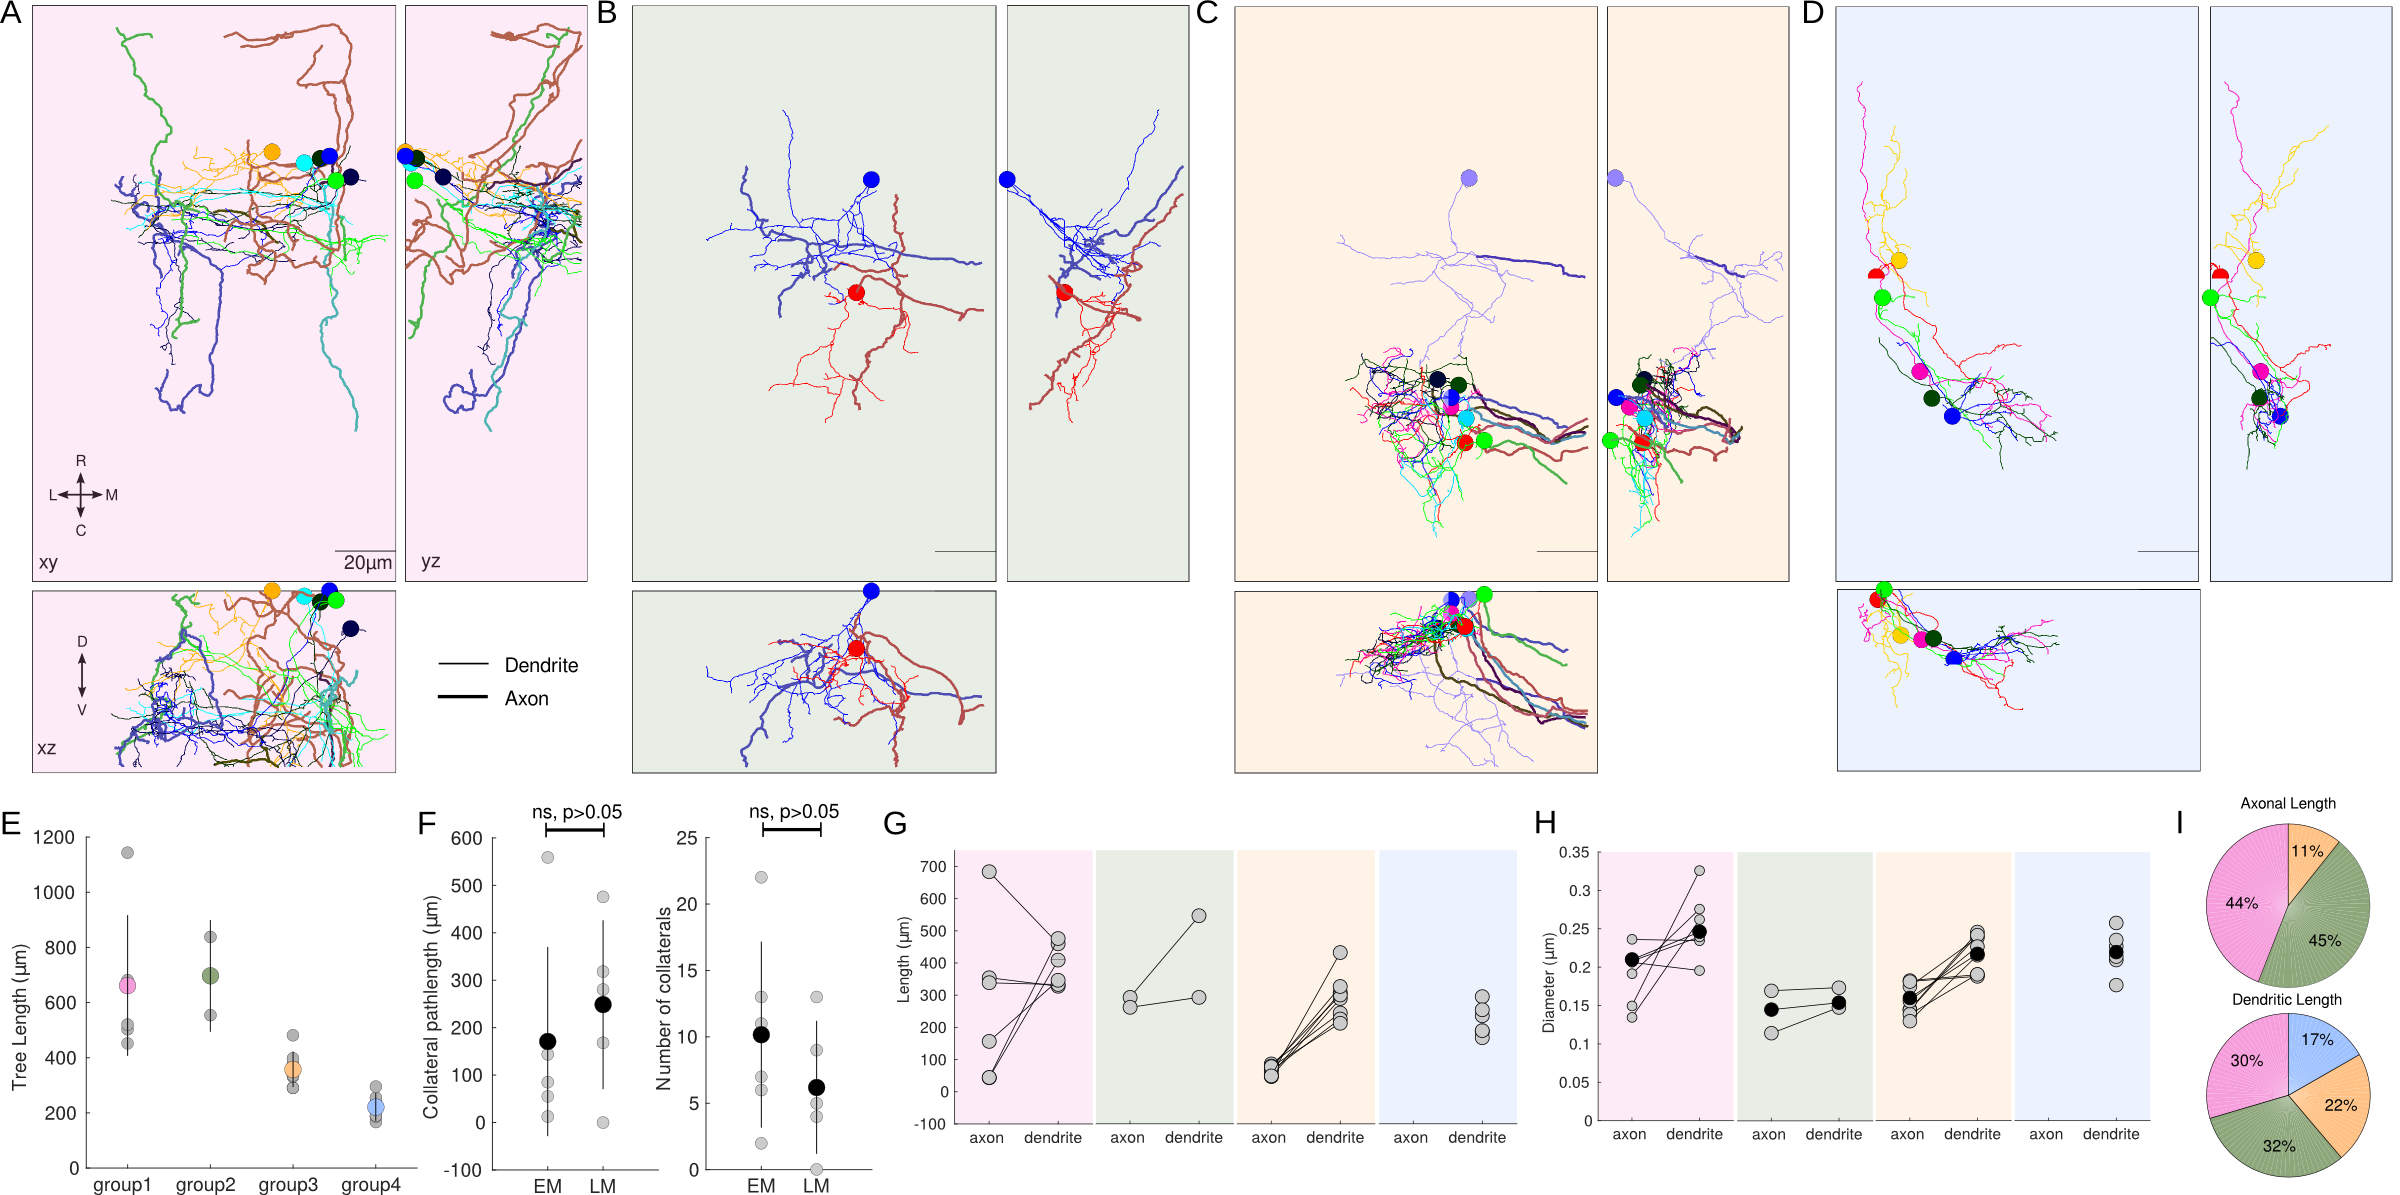 A
B
C
D
R
L
M
C
xy
20µm
yz
D
V
xz
Dendrite
Axon
E
1200
1000
800
600
400
200
0
Tree Length (µm)
group1
group2
group3
group4
F
ns, p>0.05
600
500
400
300
200
100
0
-100
Collateral pathlength (µm)
EM
LM
ns, p>0.05
25
20
15
10
5
0
Number of collaterals
EM
LM
G
700
600
500
400
300
200
100
0
-100
Length (µm)
axon
dendrite
axon
dendrite
axon
dendrite
axon
dendrite
H
0.35
0.3
0.25
0.2
0.15
0.1
0.05
0
Diameter (µm)
axon
dendrite
axon
dendrite
axon
dendrite
axon
dendrite
I
Axonal Length
11%
44%
45%
Dendritic Length
17%
30%
22%
32%